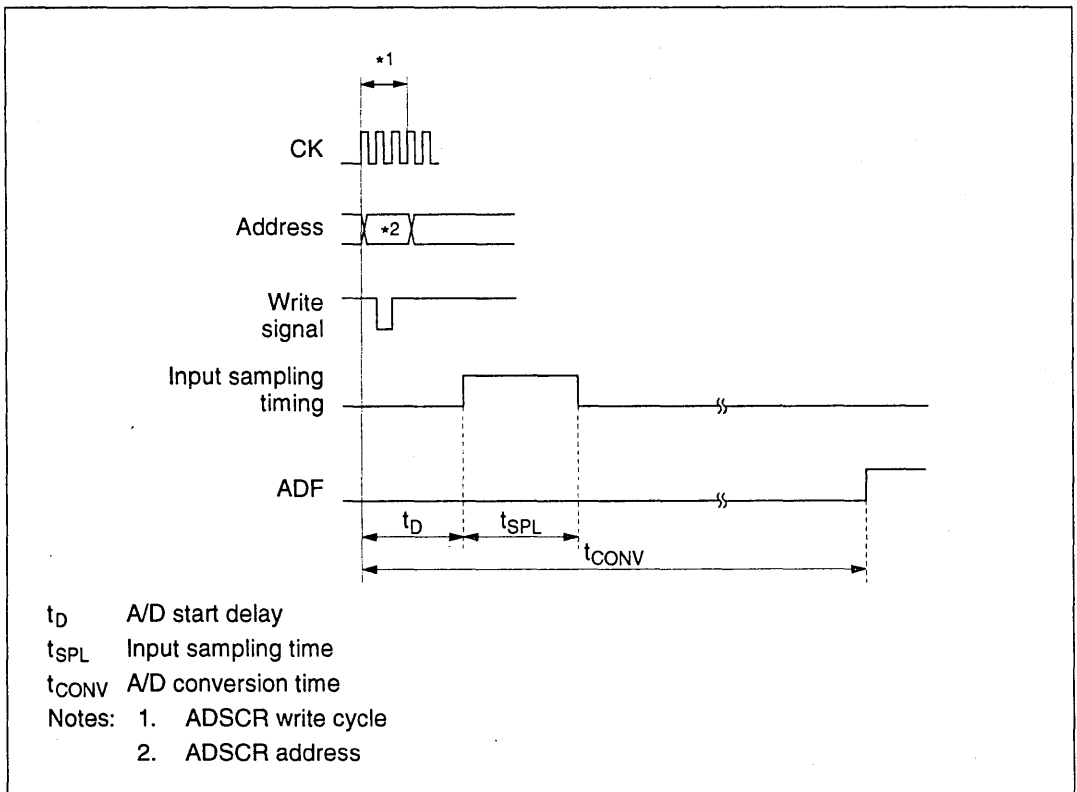 *1
CK
Address
*2
Write
signal
Input sampling
timing
ADF
tD
tSPL
tCONV
tD A/D start delay
tSPL Input sampling time
tCONV A/D conversion time
Notes: 1. ADSCR write cycle
2. ADSCR address